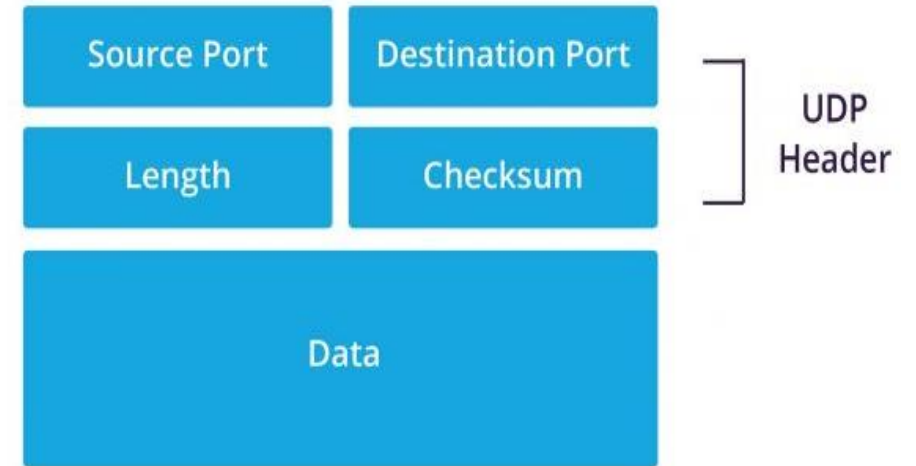 Source Port
Destination Port
UDP
Header
Length
Checksum
Data